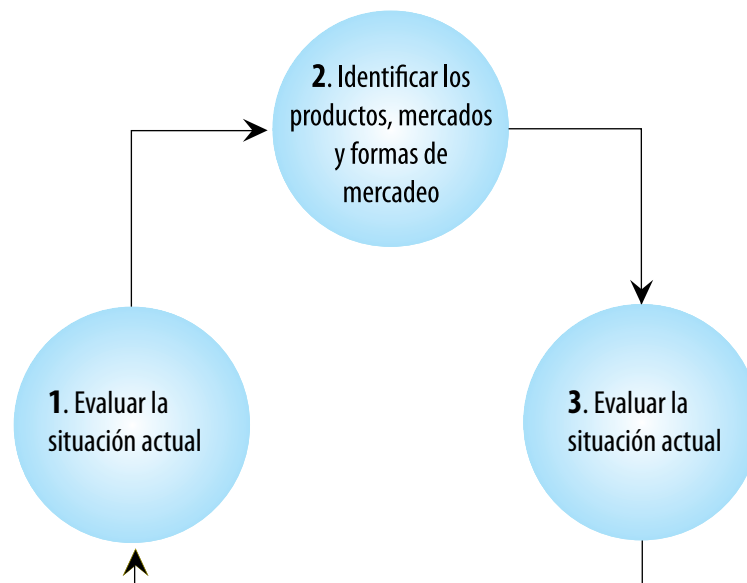 2. Identificar los
productos, mercados
y formas de
mercadeo
1. Evaluar la
situación actual
3. Evaluar la
situación actual